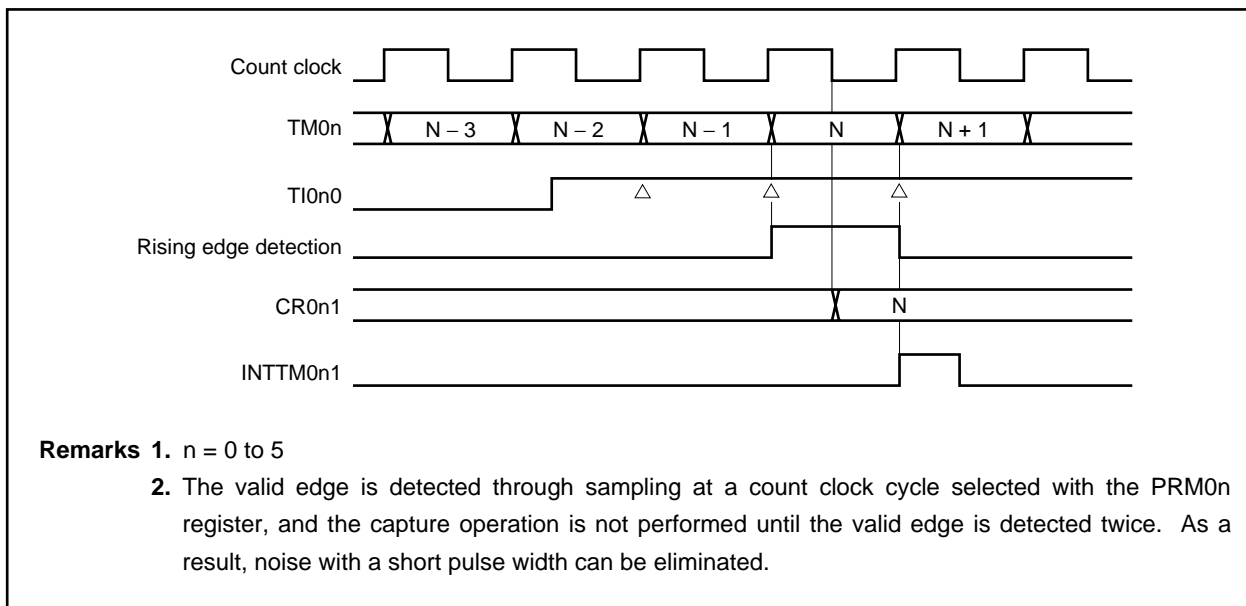 Count clock
TM0n N – 3 N – 2 N – 1 N N + 1
TI0n0
Rising edge detection
CR0n1 N
INTTM0n1
Remarks 1. n = 0 to 5
2. The valid edge is detected through sampling at a count clock cycle selected with the PRM0n
register, and the capture operation is not performed until the valid edge is detected twice. As a
result, noise with a short pulse width can be eliminated.